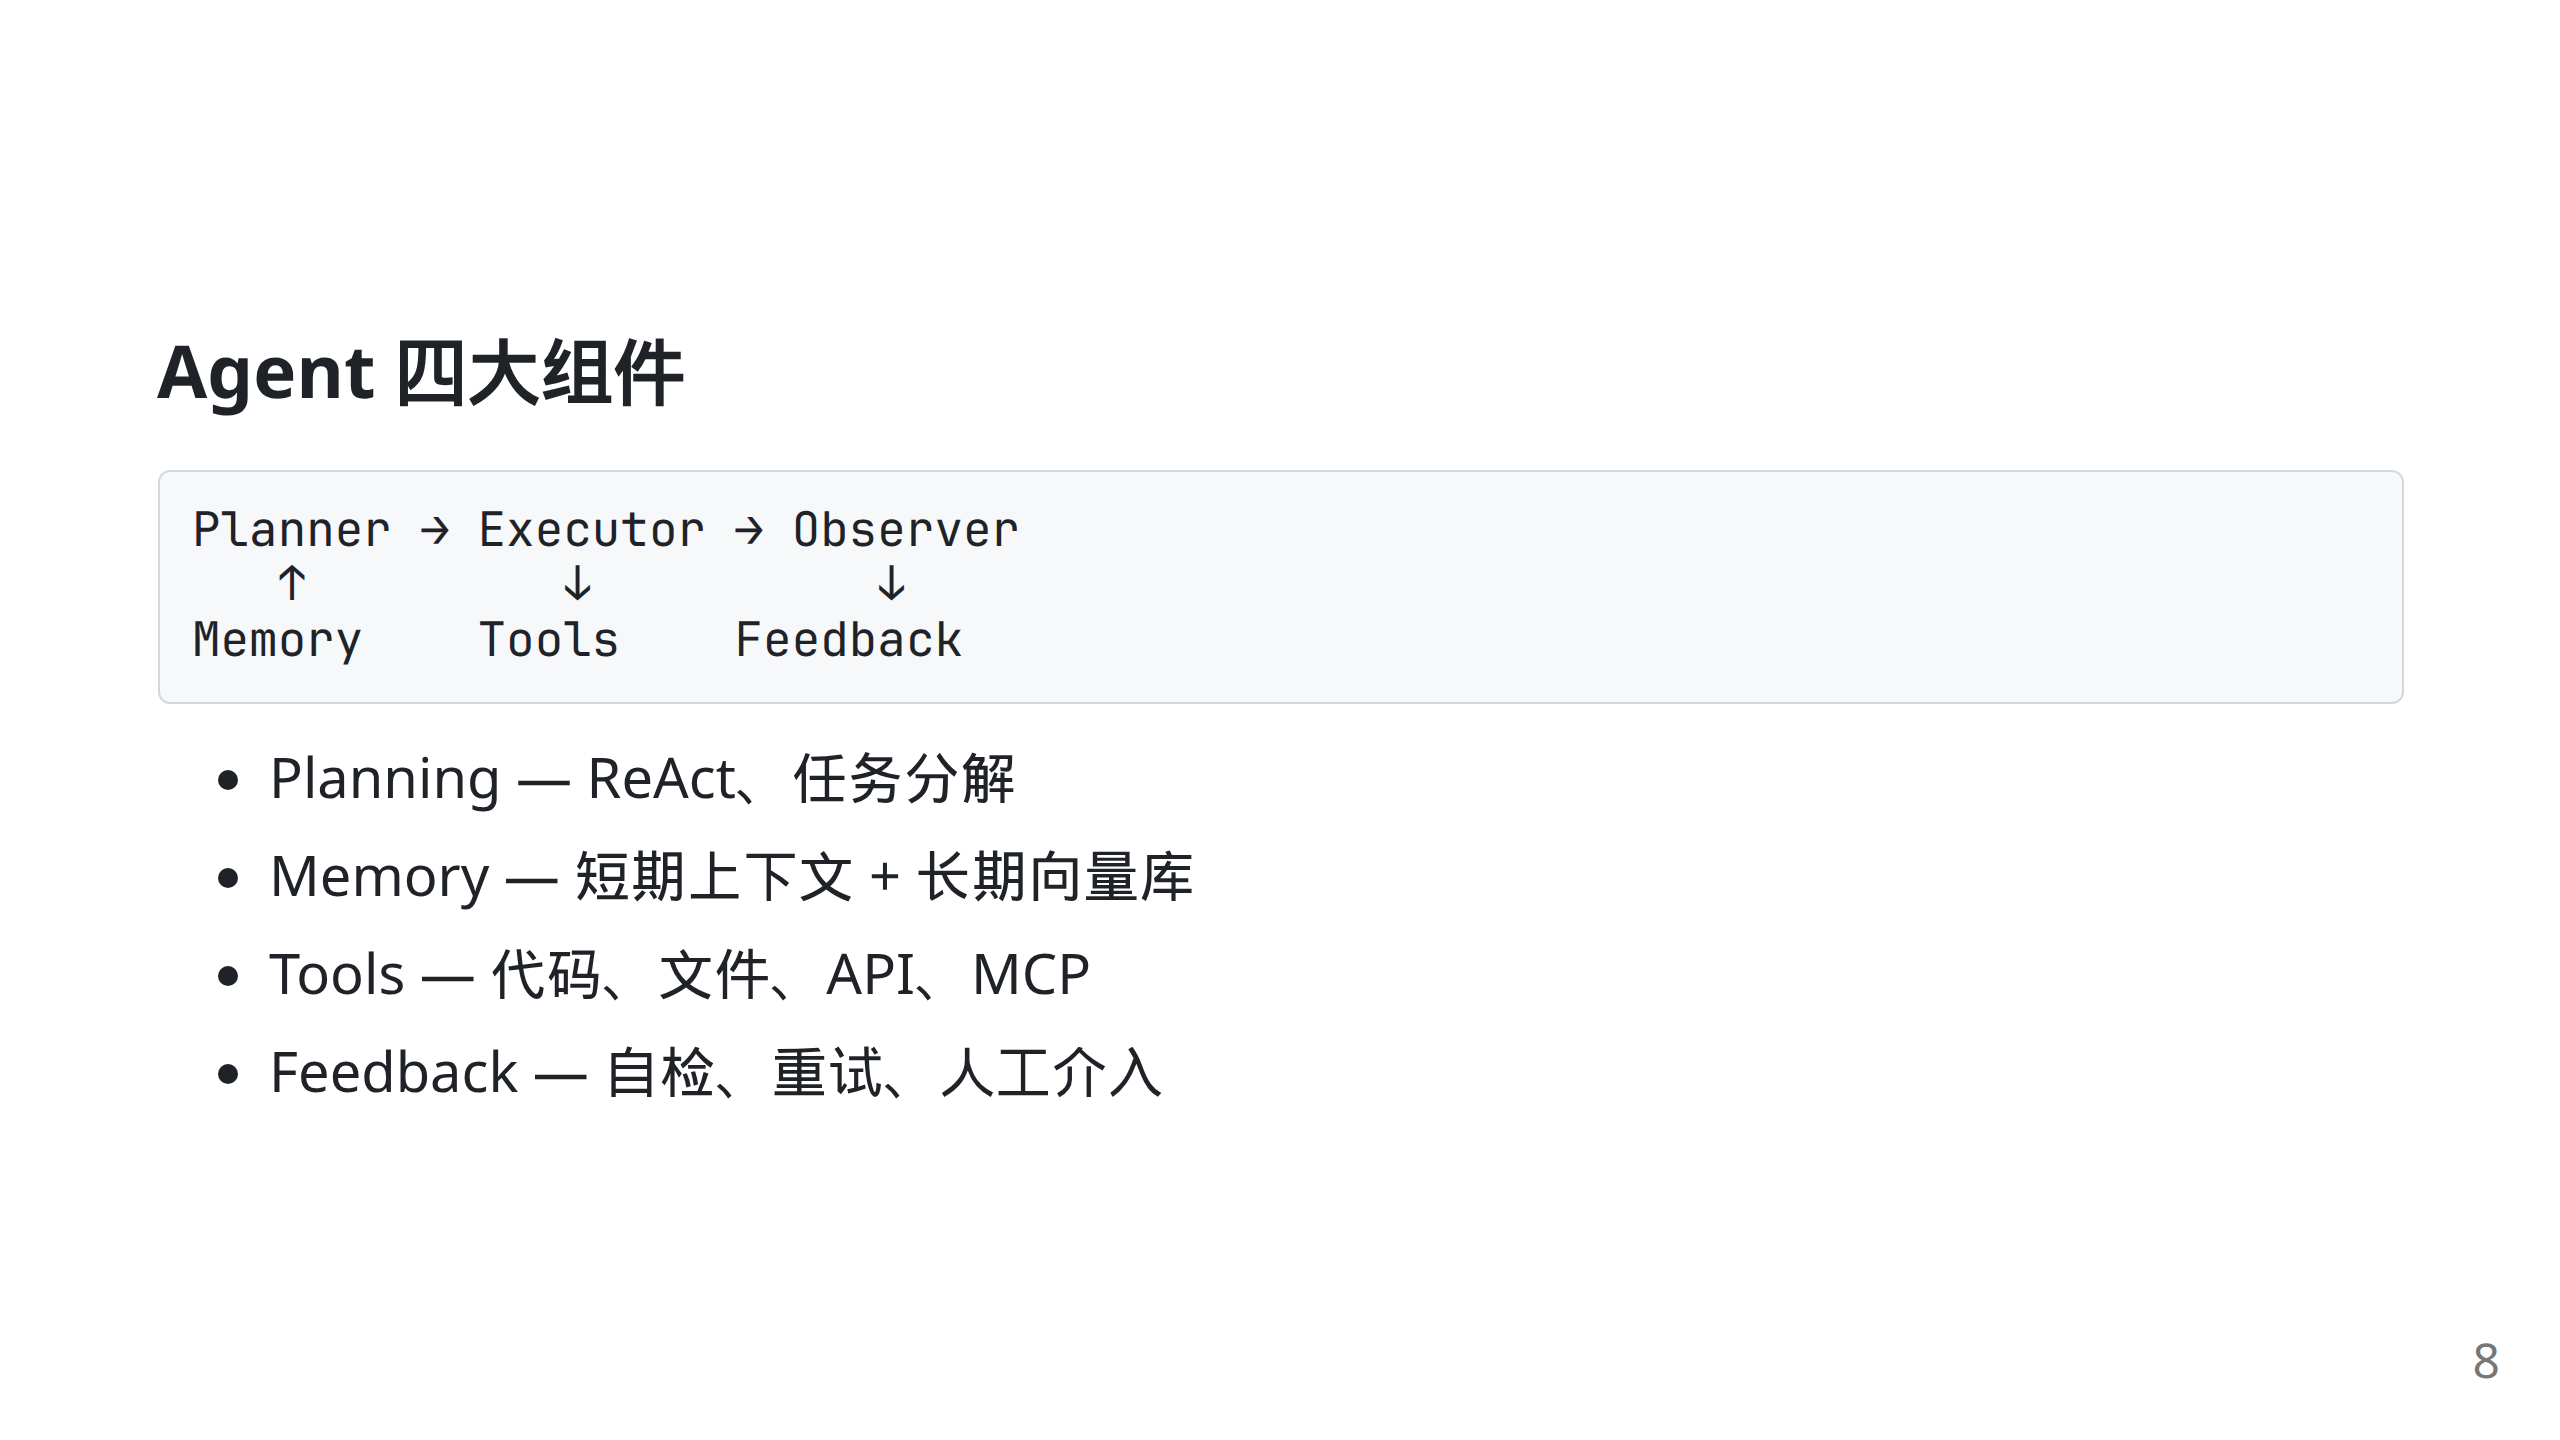 Agent 四大组件
Planner → Executor → Observer
↑ ↓ ↓
Memory Tools Feedback
• Planning — ReAct、任务分解
• Memory — 短期上下文 + 长期向量库
• Tools — 代码、文件、API、MCP
• Feedback — 自检、重试、人工介入
8